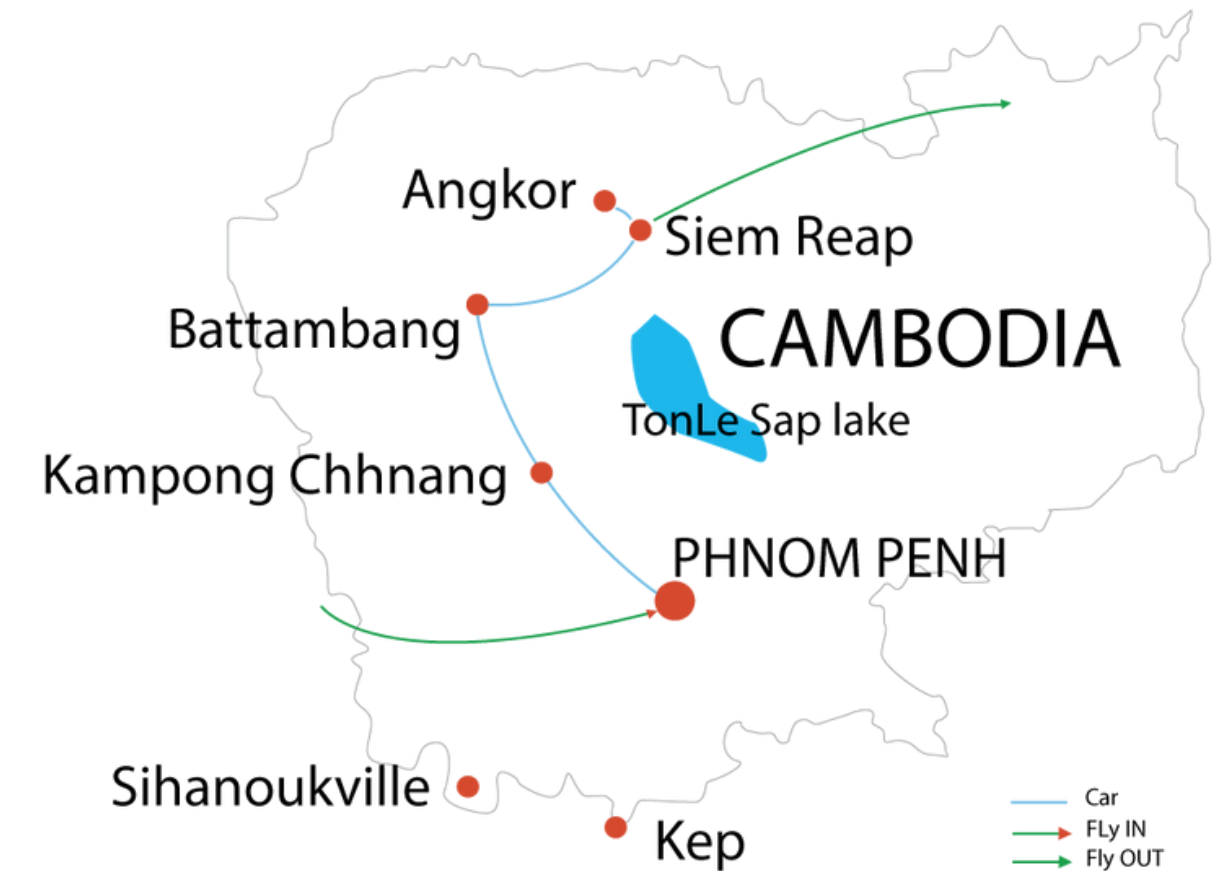 Angkor
Siem Reap
Battambang
CAMBODIA
TonLe Sap lake
Kampong Chhnang
PHNOM PENH
Sihanoukville
Kep
Car
FLy IN
Fly OUT